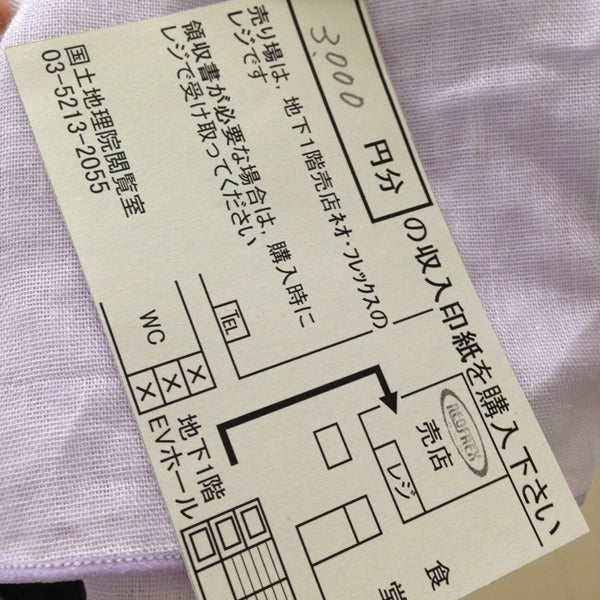 3.000 円分 の収入印紙を購入下さい
売り場は、地下1階売店ネオ・フレックスの
レジです
領収書が必要な場合は、購入時に
レジで受け取ってください
国土地理院閲覧室
03-5213-2055
TEL
WC
売店
レジ
食堂
地下1階
EVホール